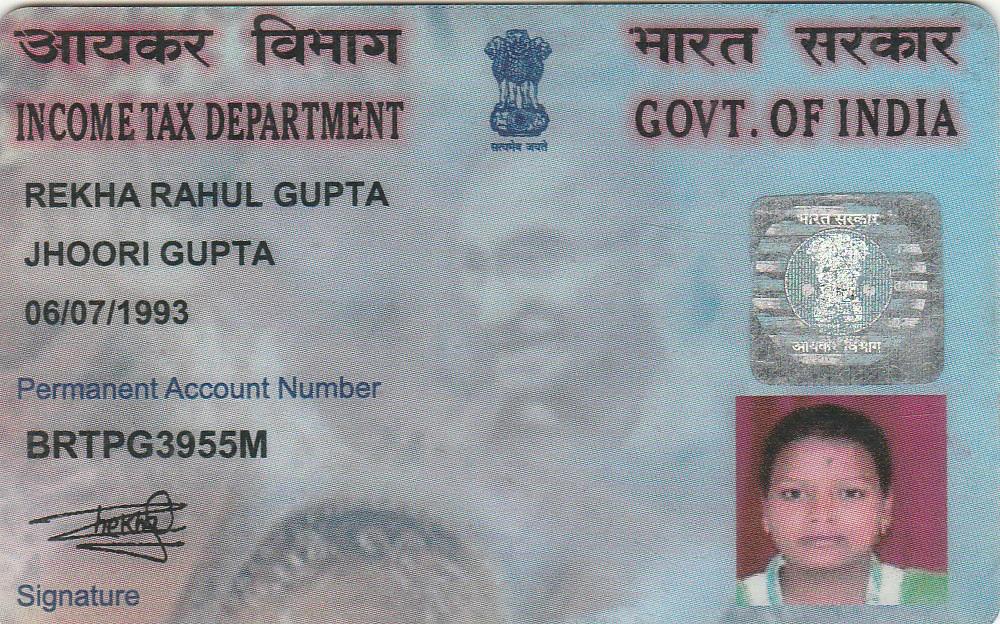 आयकर विभाग
भारत सरकार
INCOME TAX DEPARTMENT
GOVT. OF INDIA
सत्यमेव जयते
REKHA RAHUL GUPTA
JHOORI GUPTA
06/07/1993
भारत सरकार
आयकर विभाग
Permanent Account Number
BRTPG3955M
Rhekha
Signature